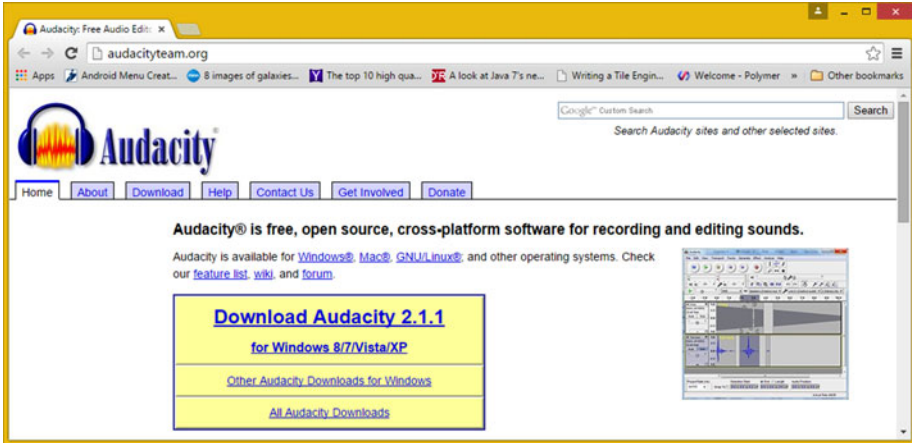 Audacity: Free Audio Edit
audacityteam.org
Apps Android Menu Creat... 8 images of galaxies... The top 10 high qua... JR A look at Java 7's ne... Writing a Tile Engin... Welcome - Polymer » Other bookmarks
Audacity®
Google™ Custom Search Search
Search Audacity sites and other selected sites.
Home About Download Help Contact Us Get Involved Donate
Audacity® is free, open source, cross-platform software for recording and editing sounds.
Audacity is available for Windows®, Mac®, GNU/Linux® and other operating systems. Check
our feature list, wiki, and forum.
Download Audacity 2.1.1
for Windows 8/7/Vista/XP
Other Audacity Downloads for Windows
All Audacity Downloads